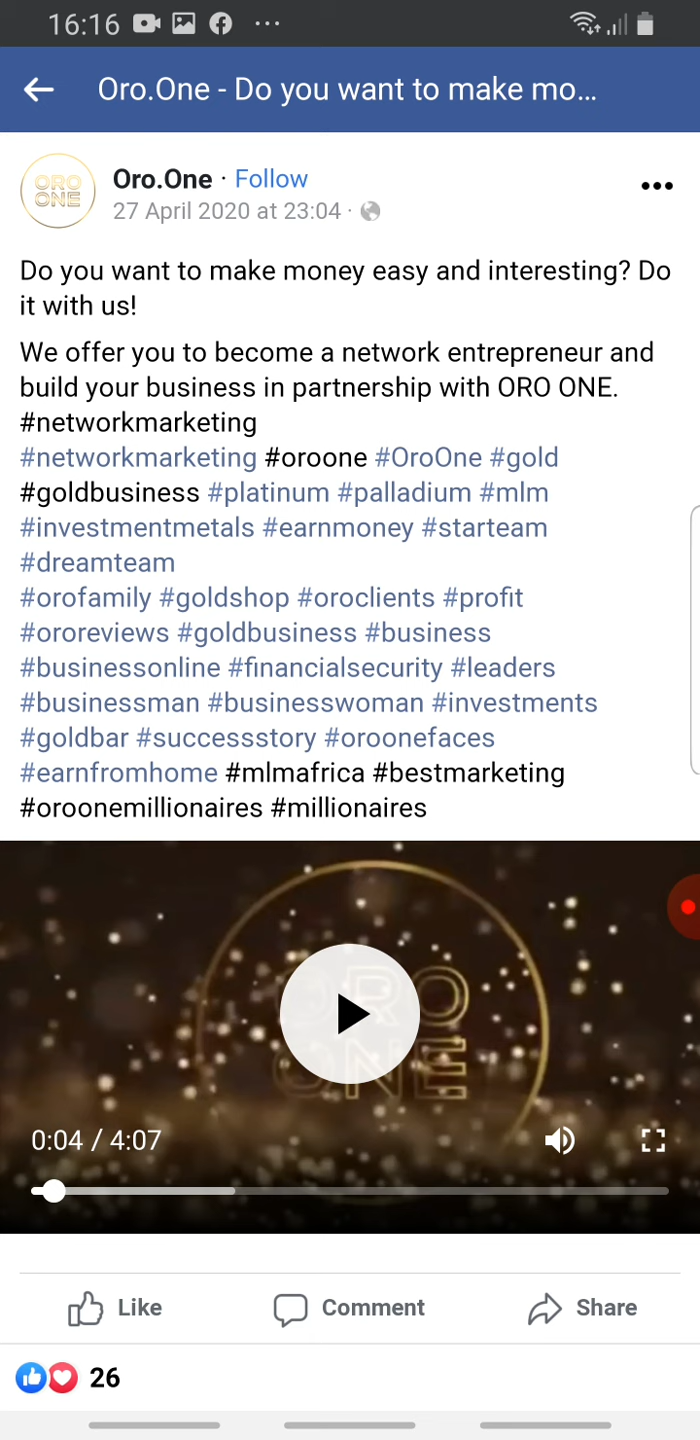 16:16
Oro.One - Do you want to make mo...
ORO
ONE
Oro.One · Follow
27 April 2020 at 23:04 ·
Do you want to make money easy and interesting? Do
it with us!
We offer you to become a network entrepreneur and
build your business in partnership with ORO ONE.
#networkmarketing
#networkmarketing #oroone #OroOne #gold
#goldbusiness #platinum #palladium #mlm
#investmentmetals #earnmoney #starteam
#dreamteam
#orofamily #goldshop #oroclients #profit
#ororeviews #goldbusiness #business
#businessonline #financialsecurity #leaders
#businessman #businesswoman #investments
#goldbar #successstory #oroonefaces
#earnfromhome #mlmafrica #bestmarketing
#oroonemillionaires #millionaires
ORO
ONE
0:04 / 4:07
Like
Comment
Share
26